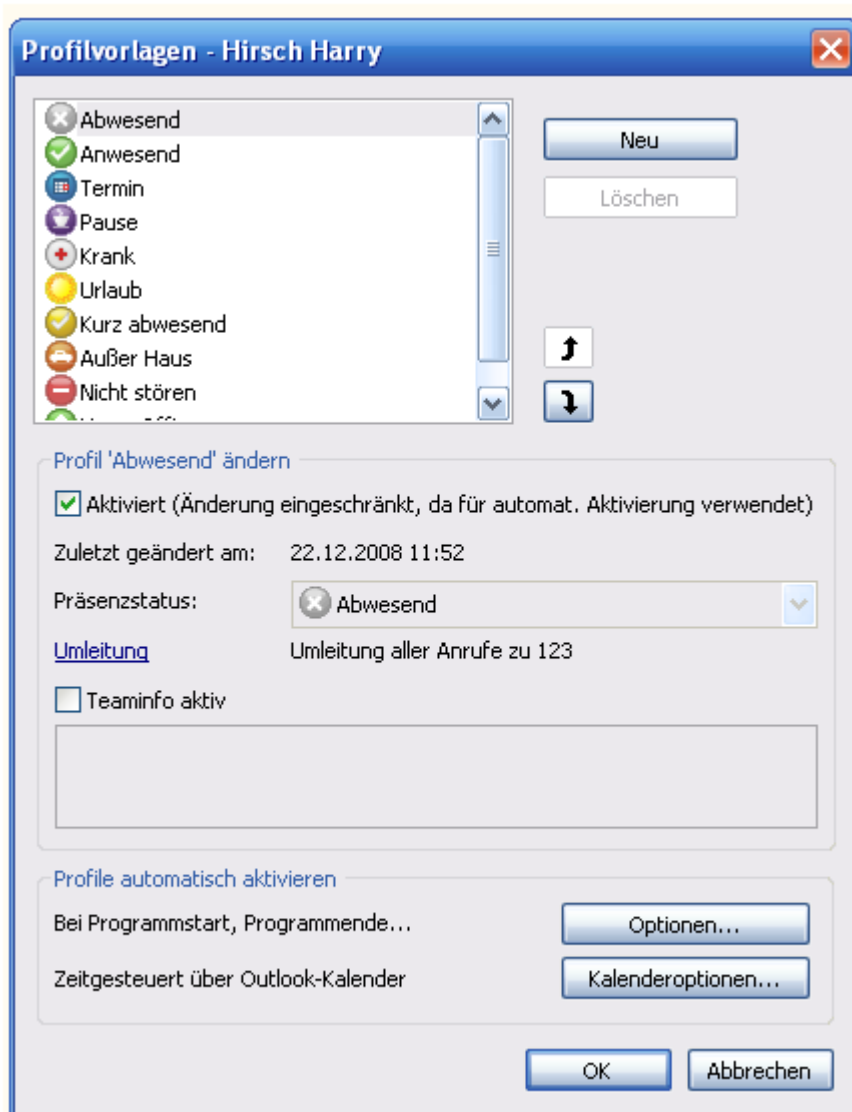 Profilvorlagen - Hirsch Harry
Abwesend
Anwesend
Termin
Pause
Krank
Urlaub
Kurz abwesend
Außer Haus
Nicht stören
Neu
Löschen
Profil 'Abwesend' ändern
Aktiviert (Änderung eingeschränkt, da für automat. Aktivierung verwendet)
Zuletzt geändert am: 22.12.2008 11:52
Präsenzstatus: Abwesend
Umleitung Umleitung aller Anrufe zu 123
Teaminfo aktiv
Profile automatisch aktivieren
Bei Programmstart, Programmende... Optionen...
Zeitgesteuert über Outlook-Kalender Kalenderoptionen...
OK Abbrechen